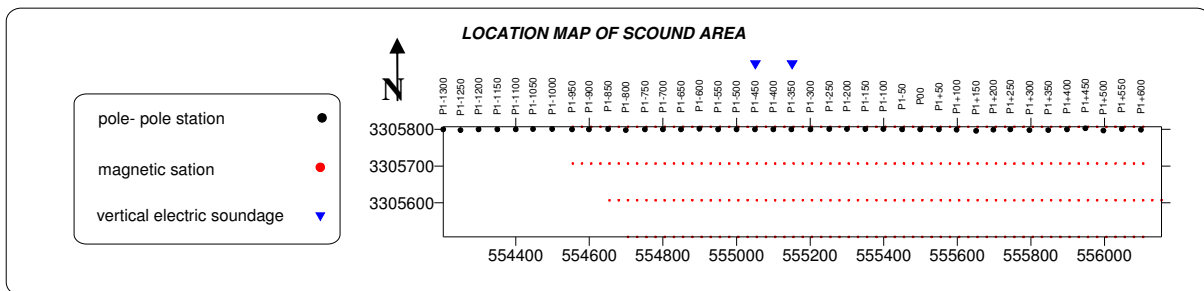 LOCATION MAP OF SCOUND AREA
N
pole- pole station
magnetic sation
vertical electric soundage
P1-1300
P1-1250
P1-1200
P1-1150
P1-1100
P1-1050
P1-1000
P1-950
P1-900
P1-850
P1-800
P1-750
P1-700
P1-650
P1-600
P1-550
P1-500
P1-450
P1-400
P1-350
P1-300
P1-250
P1-200
P1-150
P1-100
P1-50
P00
P1+50
P1+100
P1+150
P1+200
P1+250
P1+300
P1+350
P1+400
P1+450
P1+500
P1+550
P1+600
3305800
3305700
3305600
554400 554600 554800 555000 555200 555400 555600 555800 556000